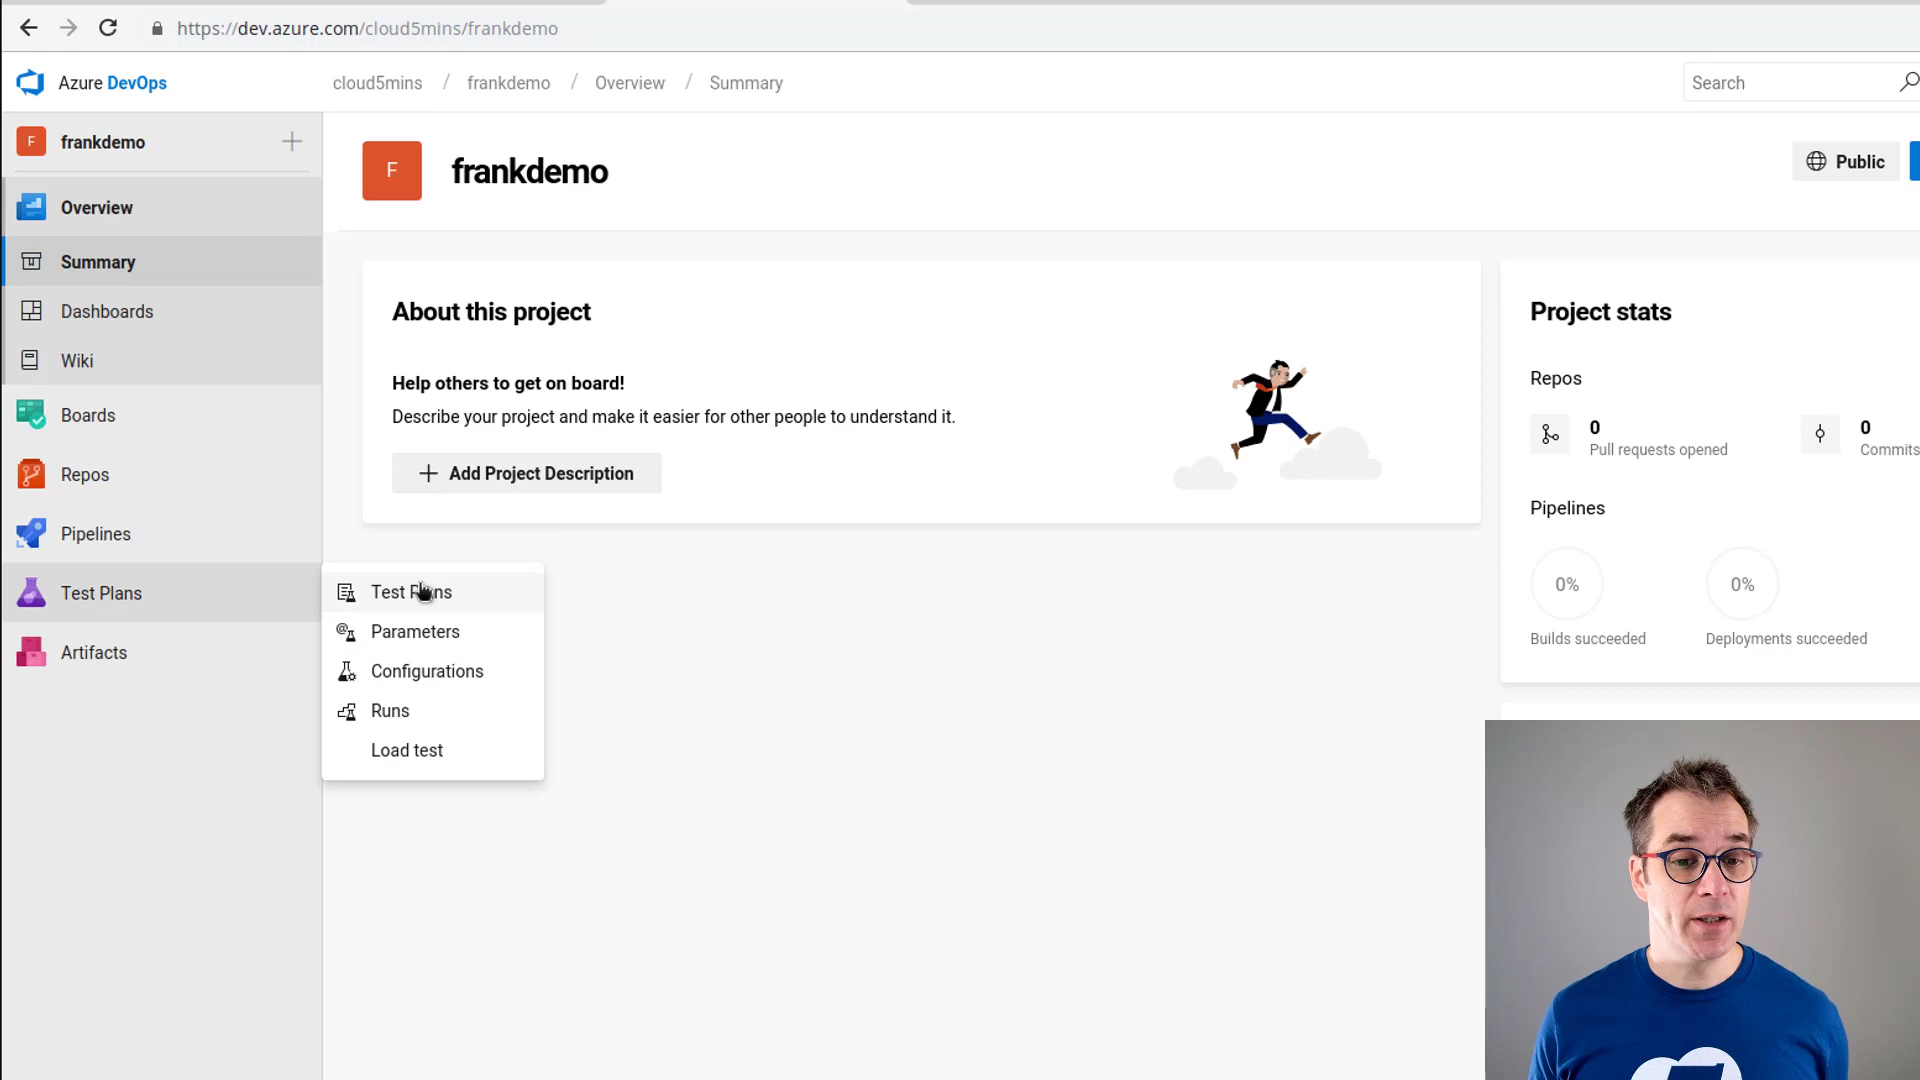 https://dev.azure.com/cloud5mins/frankdemo
Azure DevOps
cloud5mins / frankdemo / Overview / Summary
Search
F frankdemo
Overview
Summary
Dashboards
Wiki
Boards
Repos
Pipelines
Test Plans
Artifacts
F frankdemo
Public
About this project
Help others to get on board!
Describe your project and make it easier for other people to understand it.
Add Project Description
Test Plans
Parameters
Configurations
Runs
Load test
Project stats
Repos
0
Pull requests opened
0
Commits
Pipelines
0%
Builds succeeded
0%
Deployments succeeded